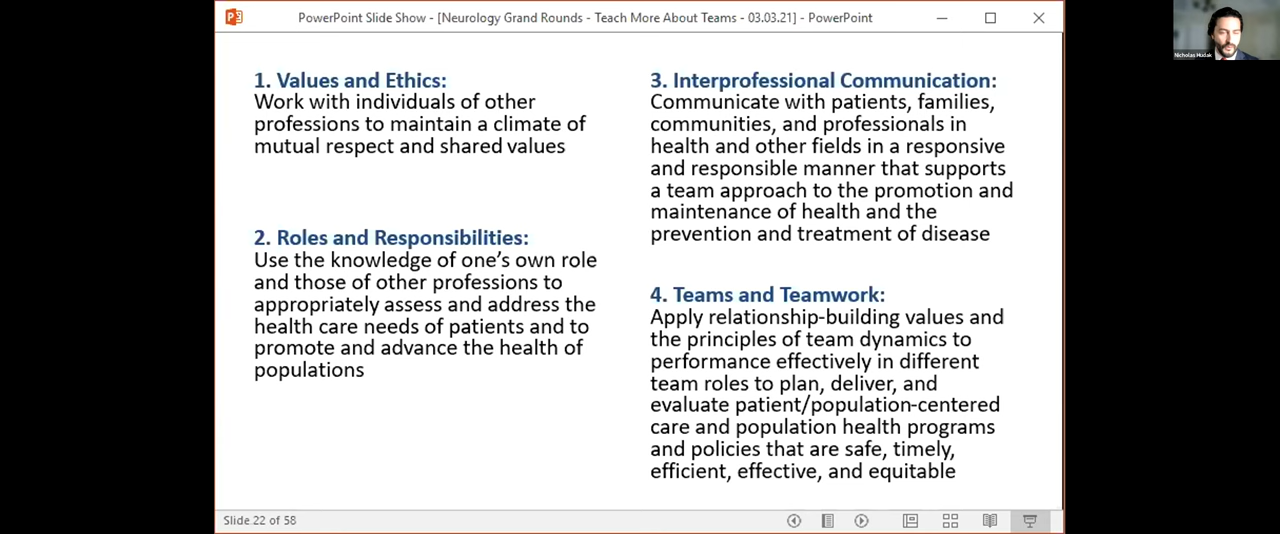 PowerPoint Slide Show - [Neurology Grand Rounds - Teach More About Teams - 03.03.21] - PowerPoint
Nicholas Hudak
1. Values and Ethics:
Work with individuals of other
professions to maintain a climate of
mutual respect and shared values
2. Roles and Responsibilities:
Use the knowledge of one’s own role
and those of other professions to
appropriately assess and address the
health care needs of patients and to
promote and advance the health of
populations
3. Interprofessional Communication:
Communicate with patients, families,
communities, and professionals in
health and other fields in a responsive
and responsible manner that supports
a team approach to the promotion and
maintenance of health and the
prevention and treatment of disease
4. Teams and Teamwork:
Apply relationship-building values and
the principles of team dynamics to
performance effectively in different
team roles to plan, deliver, and
evaluate patient/population-centered
care and population health programs
and policies that are safe, timely,
efficient, effective, and equitable
Slide 22 of 58